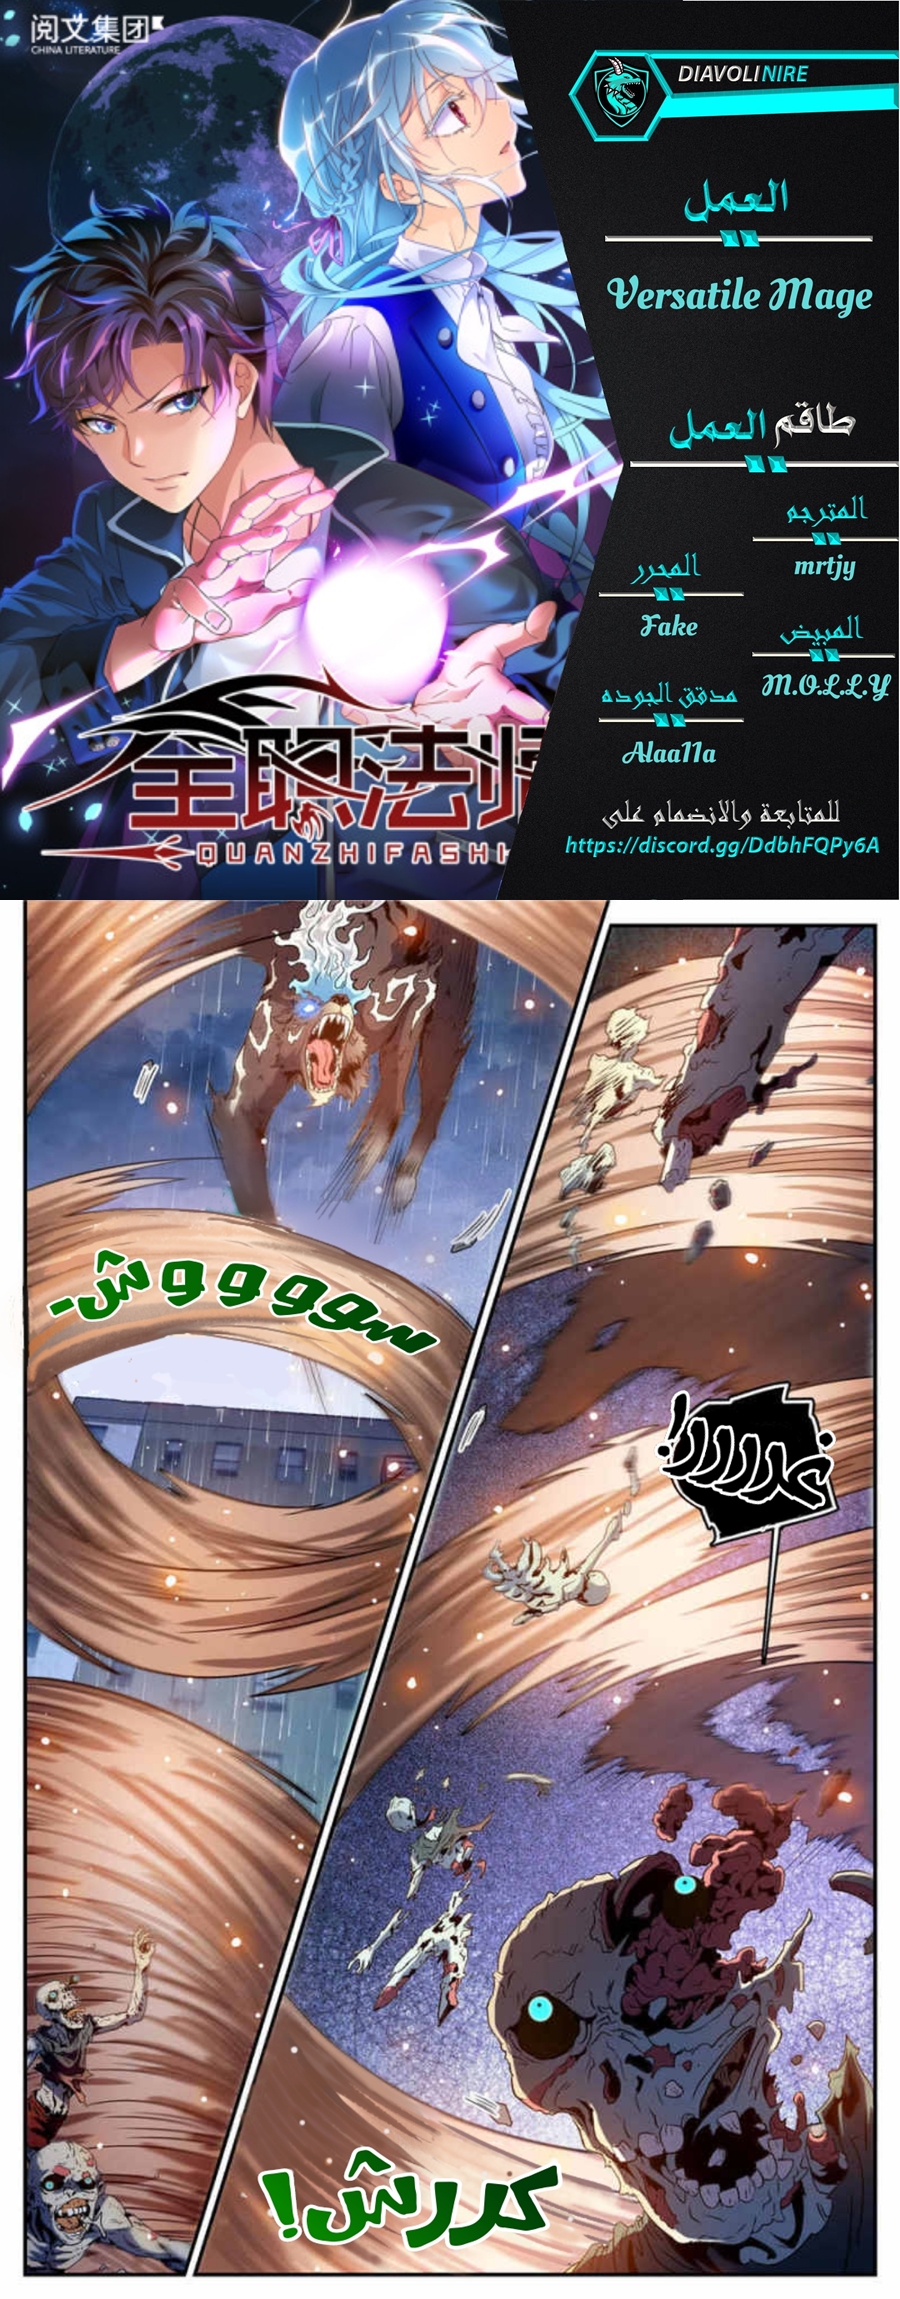 阅文集团
CHINA LITERATURE
DIAVOLINIRE
العمل
Versatile Mage
طاقم العمل
المترجم
mrtjy
المحرر
Fake
المبيض
M.O.L.L.Y
مدقق الجوده
Alaa11a
للمتابعة والانضمام على
https://discord.gg/DdbhFQPy6A
全职法师
QUANZHIFASHI
سووووش-
غرررر!
كررش!